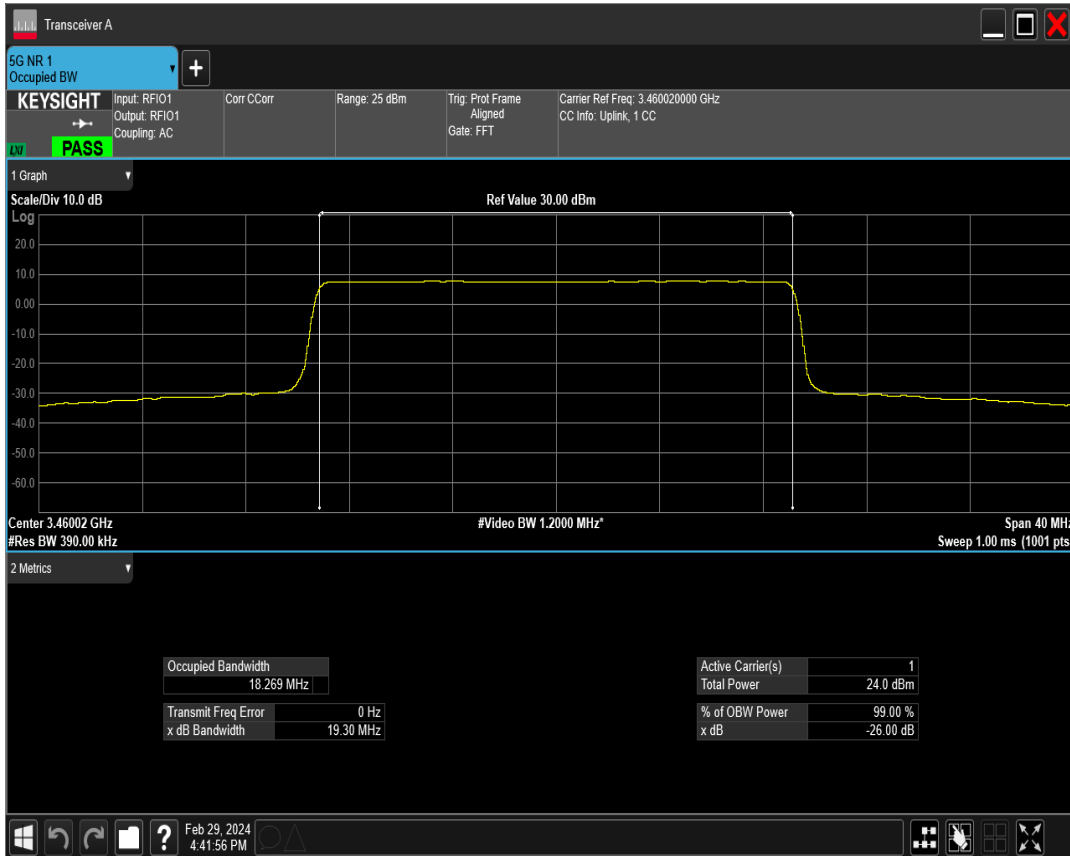 Transceiver A
5G NR 1
Occupied BW
KEYSIGHT
LXI
PASS
Input: RFIO1
Output: RFIO1
Coupling: AC
Corr CCorr
Range: 25 dBm
Trig: Prot Frame
Aligned
Gate: FFT
Carrier Ref Freq: 3.460020000 GHz
CC Info: Uplink, 1 CC
1 Graph
Scale/Div 10.0 dB
Ref Value 30.00 dBm
Log
20.0
10.0
0.00
-10.0
-20.0
-30.0
-40.0
-50.0
-60.0
Center 3.46002 GHz
#Video BW 1.2000 MHz*
Span 40 MHz
#Res BW 390.00 kHz
Sweep 1.00 ms (1001 pts
2 Metrics
Occupied Bandwidth
18.269 MHz
Transmit Freq Error 0 Hz
x dB Bandwidth 19.30 MHz
Active Carrier(s) 1
Total Power 24.0 dBm
% of OBW Power 99.00 %
x dB -26.00 dB
?
Feb 29, 2024
4:41:56 PM